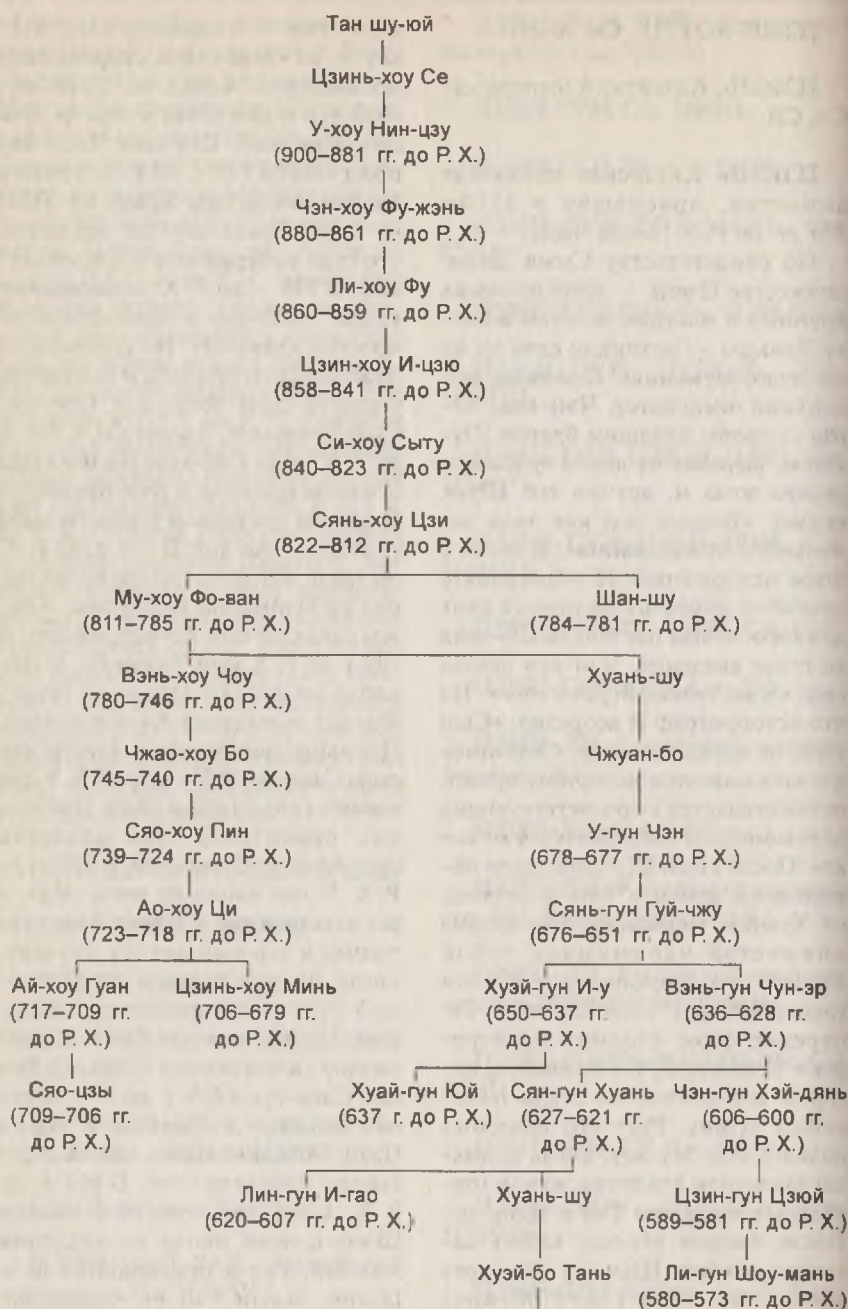 Тан шу-юй
Цзинь-хоу Се
У-хоу Нин-цзу
(900–881 гг. до Р. Х.)
Чэн-хоу Фу-жэнь
(880–861 гг. до Р. Х.)
Ли-хоу Фу
(860–859 гг. до Р. Х.)
Цзин-хоу И-цзю
(858–841 гг. до Р. Х.)
Си-хоу Сыту
(840–823 гг. до Р. Х.)
Сянь-хоу Цзи
(822–812 гг. до Р. Х.)
Му-хоу Фо-ван Шан-шу
(811–785 гг. до Р. Х.) (784–781 гг. до Р. Х.)
Вэнь-хоу Чоу Хуань-шу
(780–746 гг. до Р. Х.)
Чжао-хоу Бо Чжуан-бо
(745–740 гг. до Р. Х.)
Сяо-хоу Пин У-гун Чэн
(739–724 гг. до Р. Х.) (678–677 гг. до Р. Х.)
Ао-хоу Ци Сянь-гун Гуй-чжу
(723–718 гг. до Р. Х.) (676–651 гг. до Р. Х.)
Ай-хоу Гуан Цзинь-хоу Минь Хуэй-гун И-у Вэнь-гун Чун-эр
(717–709 гг. (706–679 гг. (650–637 гг. (636–628 гг.
до Р. Х.) до Р. Х.) до Р. Х.) до Р. Х.)
Сяо-цзы Хуай-гун Юй Сян-гун Хуань Чэн-гун Хэй-дянь
(709–706 гг. (637 г. до Р. Х.) (627–621 гг. (606–600 гг.
до Р. Х.) до Р. Х.) до Р. Х.)
Лин-гун И-гао Хуань-шу Цзин-гун Цзюй
(620–607 гг. до Р. Х.) (589–581 гг. до Р. Х.)
Хуэй-бо Тань Ли-гун Шоу-мань
(580–573 гг. до Р. Х.)